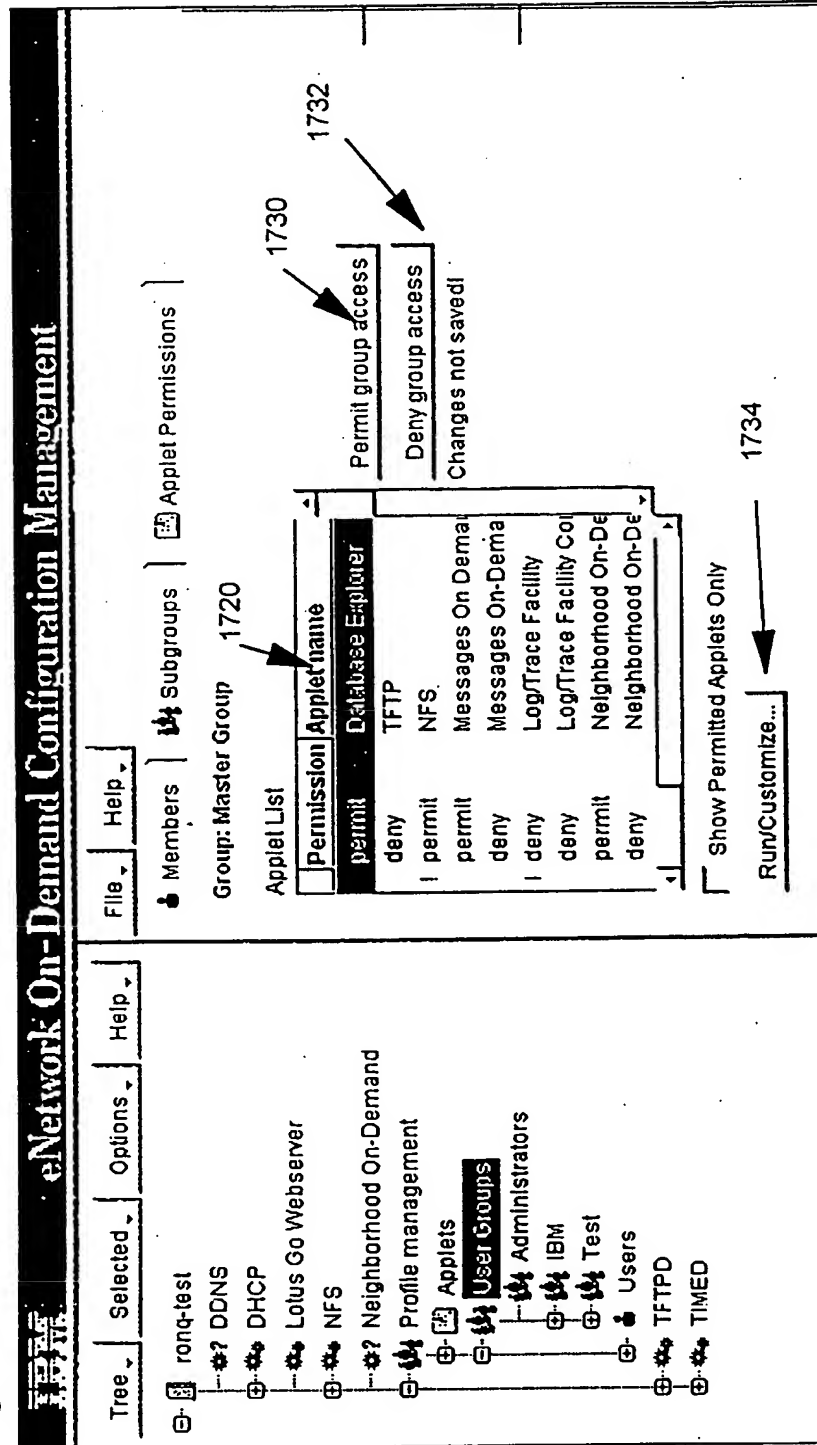 IBM
eNetwork On-Demand Configuration Management
Tree Selected Options Help
ronq-test
? DDNS
DHCP
Lotus Go Webserver
NFS
? Neighborhood On-Demand
Profile management
Applets
User Groups
Administrators
IBM
Test
Users
TFTPD
TIMED
File Help
Members Subgroups Applet Permissions
Group: Master Group
1720
Applet List
Permission Applet name
permit Database Explorer
deny TFTP
! permit NFS
permit Messages On Deman
deny Messages On-Dema
! deny Log/Trace Facility
deny Log/Trace Facility Con
permit Neighborhood On-De
deny Neighborhood On-De
Show Permitted Applets Only
Run/Customize...
1734
Permit group access
1730
Deny group access
1732
Changes not saved!